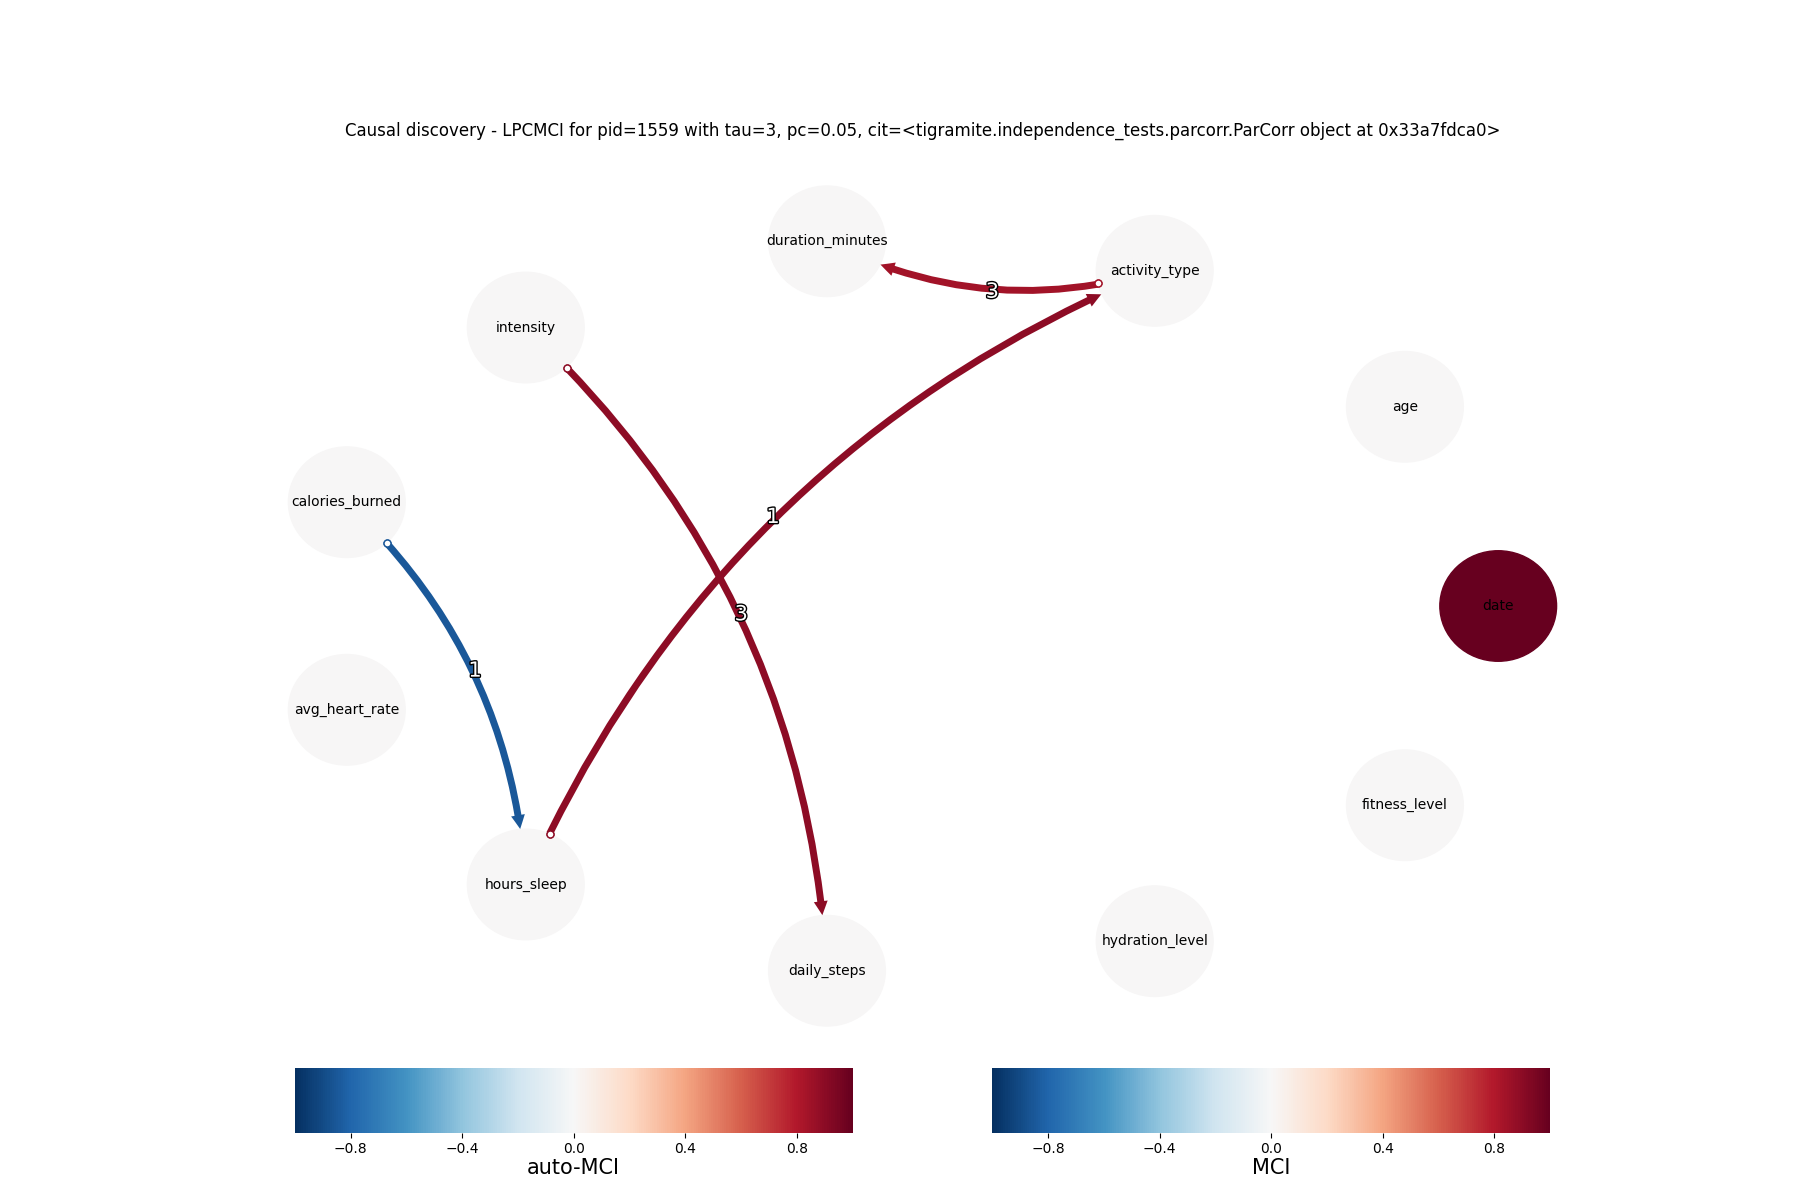 Causal discovery - LPCMCI for pid=1559 with tau=3, pc=0.05, cit=<tigramite.independence_tests.parcorr.ParCorr object at 0x33a7fdca0>
duration_minutes
activity_type
3
intensity
age
calories_burned
1
date
3
1
avg_heart_rate
fitness_level
hours_sleep
hydration_level
daily_steps
−0.8 −0.4 0.0 0.4 0.8
auto-MCI
−0.8 −0.4 0.0 0.4 0.8
MCI